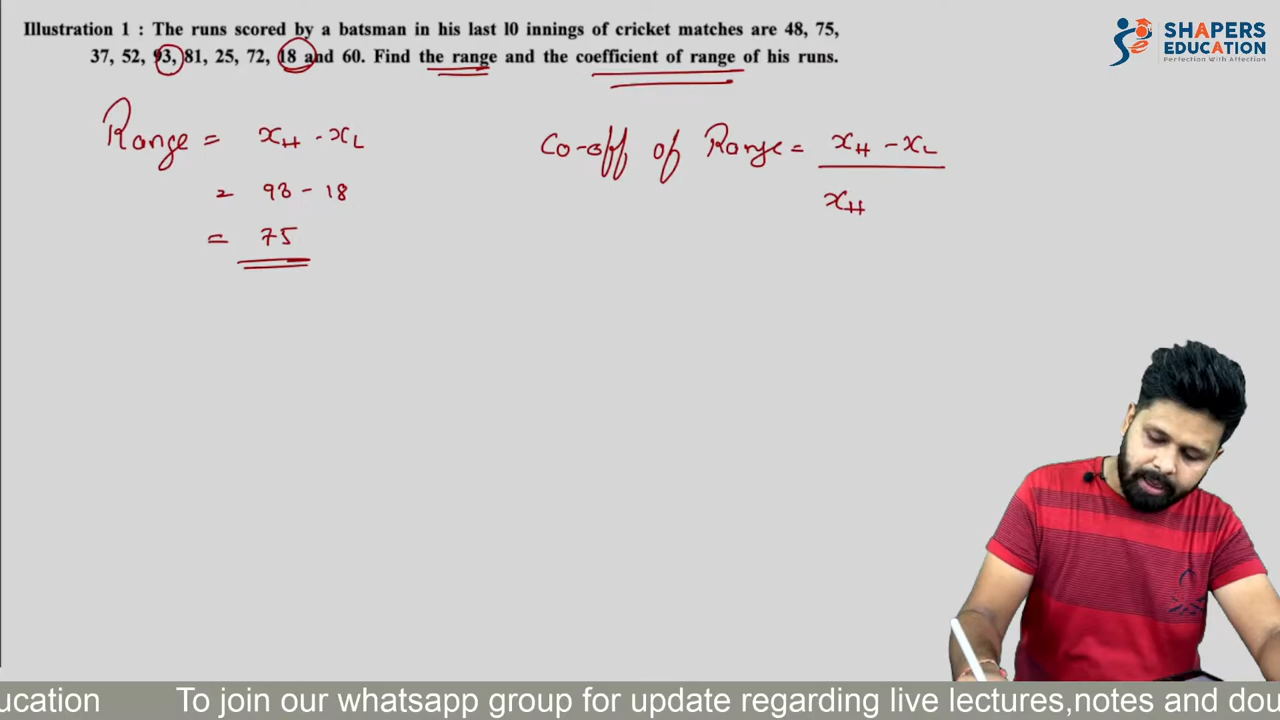 Illustration 1 : The runs scored by a batsman in his last 10 innings of cricket matches are 48, 75,
37, 52, 93, 81, 25, 72, 18 and 60. Find the range and the coefficient of range of his runs.
SHAPERS
EDUCATION
Perfection With Affection
Range = xH - xL
= 93 - 18
= 75
Co-off of Range = xH - xL
xH
ucation To join our whatsapp group for update regarding live lectures,notes and dou